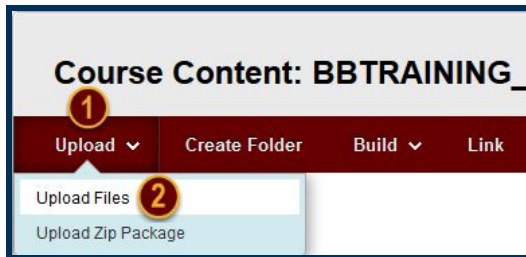 Course Content: BBTRAINING_
1
Upload Create Folder Build Link
Upload Files 2
Upload Zip Package